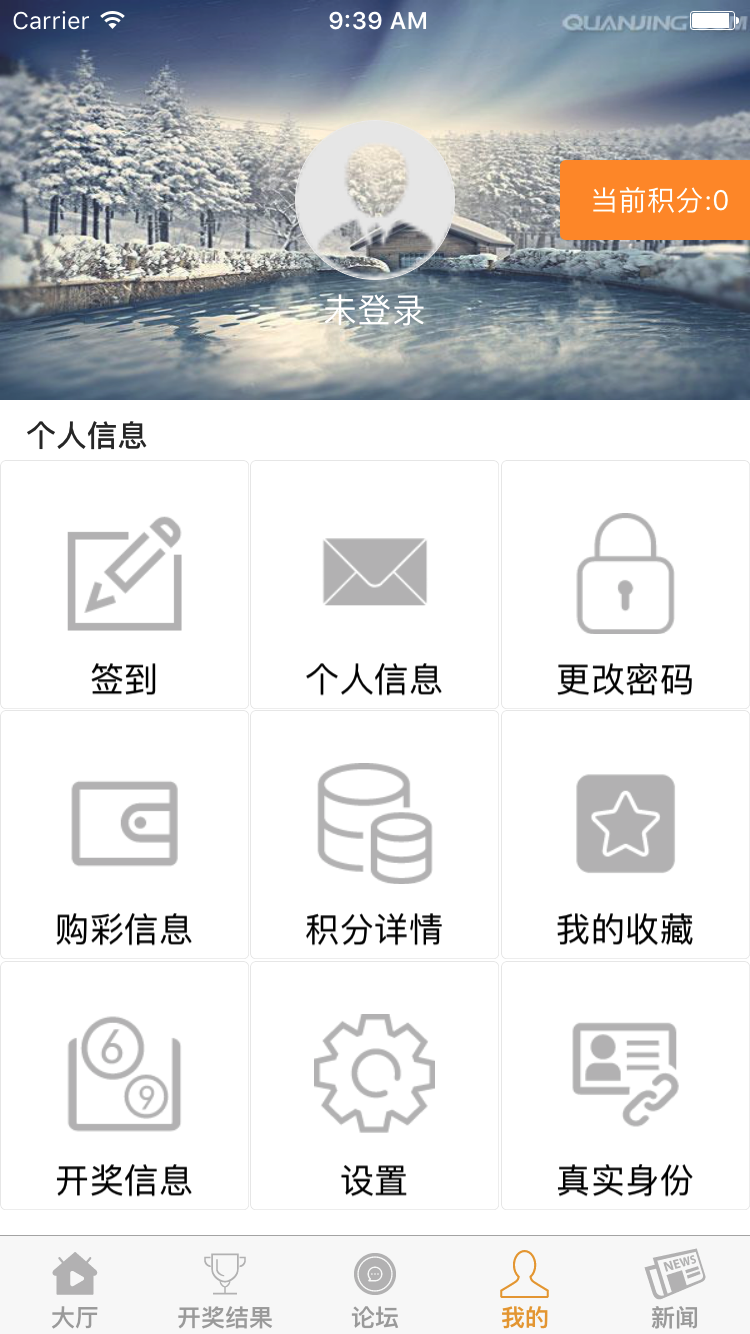 Carrier 9:39 AM
QUANJING
当前积分:0
未登录
个人信息
签到 个人信息 更改密码
购彩信息 积分详情 我的收藏
6
9
开奖信息 设置 真实身份
NEWS
大厅 开奖结果 论坛 我的 新闻